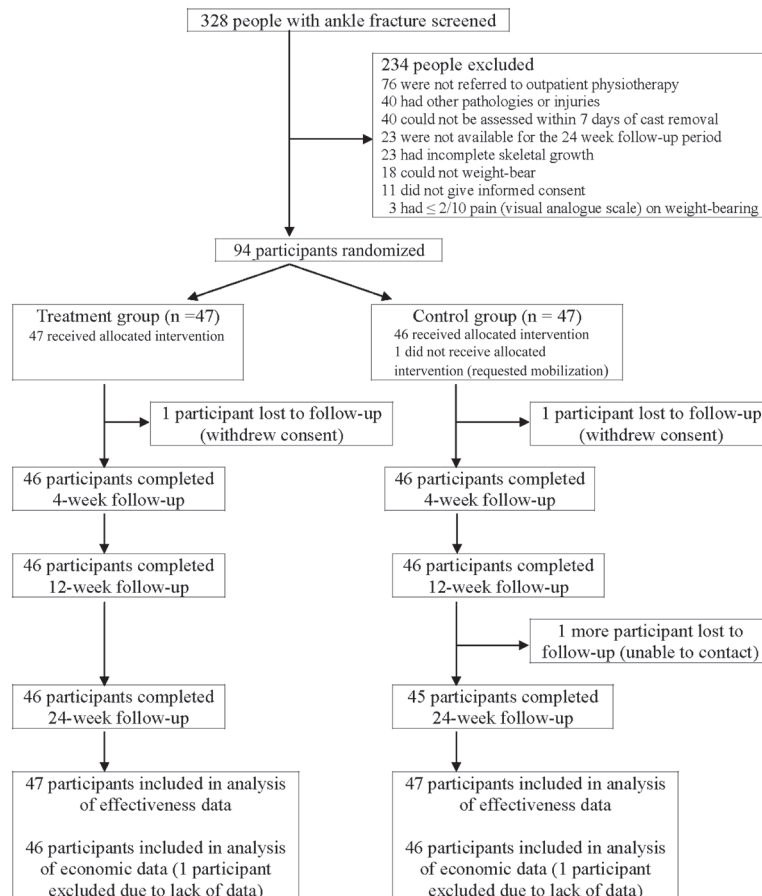 328 people with ankle fracture screened
234 people excluded
76 were not referred to outpatient physiotherapy
40 had other pathologies or injuries
40 could not be assessed within 7 days of cast removal
23 were not available for the 24 week follow-up period
23 had incomplete skeletal growth
18 could not weight-bear
11 did not give informed consent
3 had ≤ 2/10 pain (visual analogue scale) on weight-bearing
94 participants randomized
Treatment group (n =47)
47 received allocated intervention
Control group (n = 47)
46 received allocated intervention
1 did not receive allocated
intervention (requested mobilization)
1 participant lost to follow-up
(withdrew consent)
1 participant lost to follow-up
(withdrew consent)
46 participants completed
4-week follow-up
46 participants completed
4-week follow-up
46 participants completed
12-week follow-up
46 participants completed
12-week follow-up
1 more participant lost to
follow-up (unable to contact)
46 participants completed
24-week follow-up
45 participants completed
24-week follow-up
47 participants included in analysis
of effectiveness data
46 participants included in analysis
of economic data (1 participant
excluded due to lack of data)
47 participants included in analysis
of effectiveness data
46 participants included in analysis
of economic data (1 participant
excluded due to lack of data)